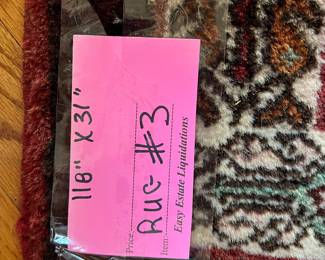 118" X 31"
Price:
RUG #3
Item:
Easy Estate Liquidations